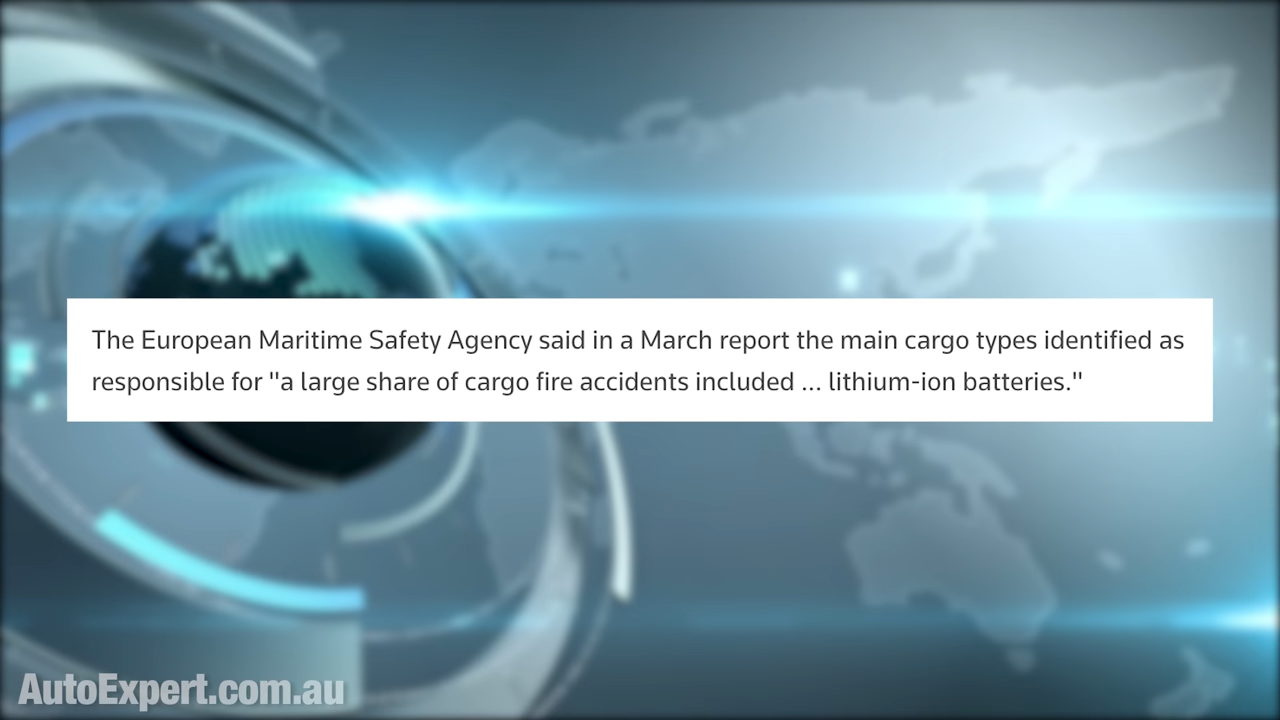 The European Maritime Safety Agency said in a March report the main cargo types identified as
responsible for "a large share of cargo fire accidents included ... lithium-ion batteries."
AutoExpert.com.au